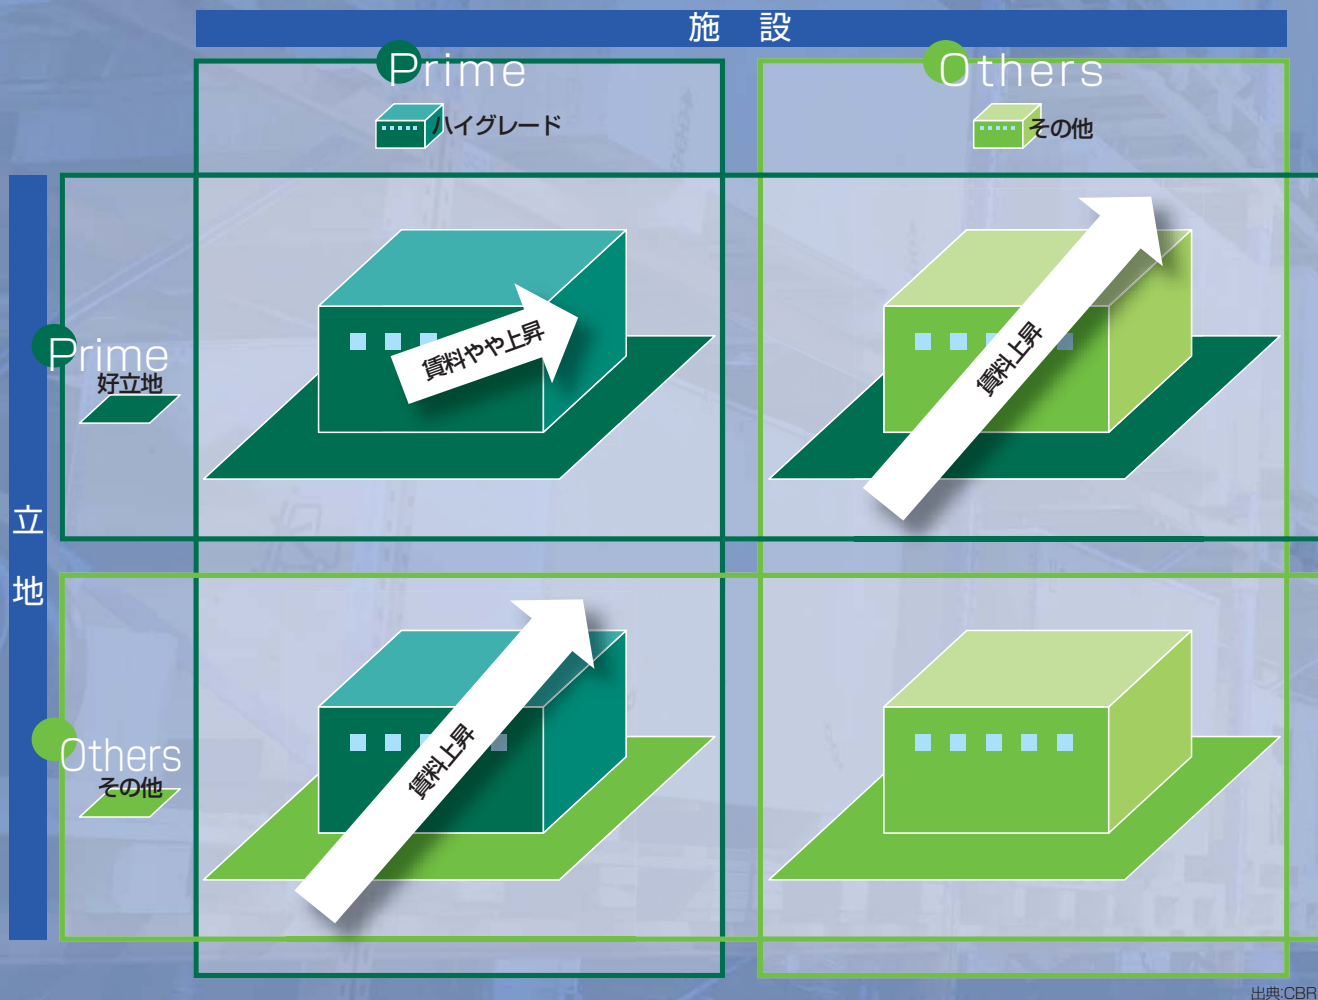 施 設
Prime
ハイグレード
Others
その他
立地
Prime
好立地
賃料やや上昇
賃料上昇
Others
その他
賃料上昇
出典:CBR